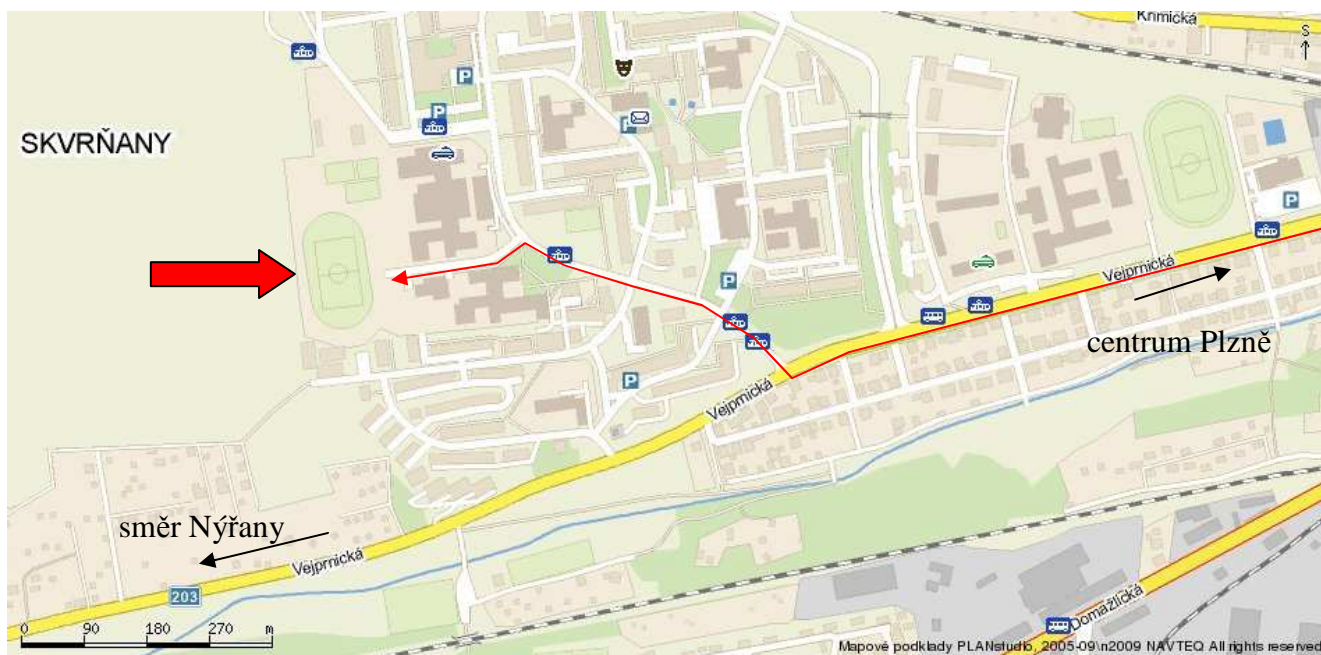 Křimická
S
P
P
P
SKVRŇANY
P
P
Vejprnická
centrum Plzně
P
Vejprnická
směr Nýřany
Vejprnická
203
Domažlická
0 90 180 270 m
Mapové podklady PLANstudio, 2005-09\n2009 NAVTEQ All rights reserved